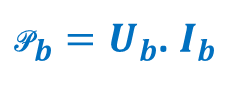 𝒫b = Ub. Ib